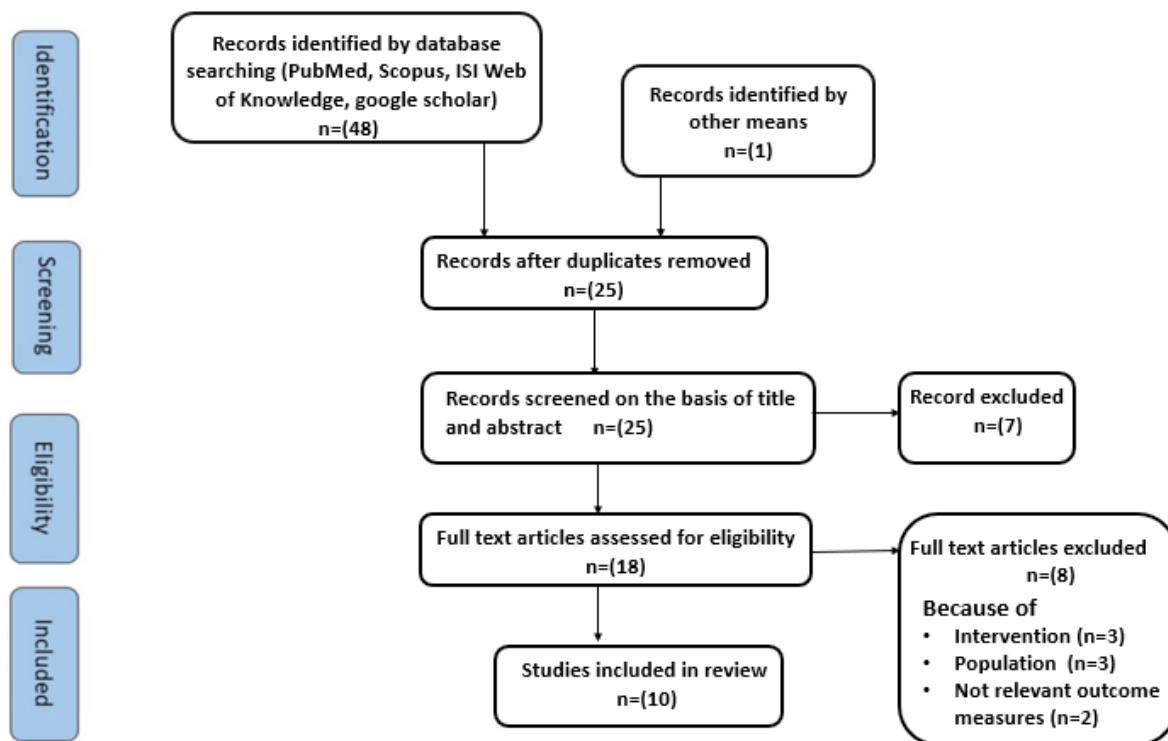 Identification
Records identified by database
searching (PubMed, Scopus, ISI Web
of Knowledge, google scholar)
n=(48)
Records identified by
other means
n=(1)
Screening
Records after duplicates removed
n=(25)
Records screened on the basis of title
and abstract n=(25)
Record excluded
n=(7)
Eligibility
Full text articles assessed for eligibility
n=(18)
Full text articles excluded
n=(8)
Because of
• Intervention (n=3)
• Population (n=3)
• Not relevant outcome
measures (n=2)
Included
Studies included in review
n=(10)